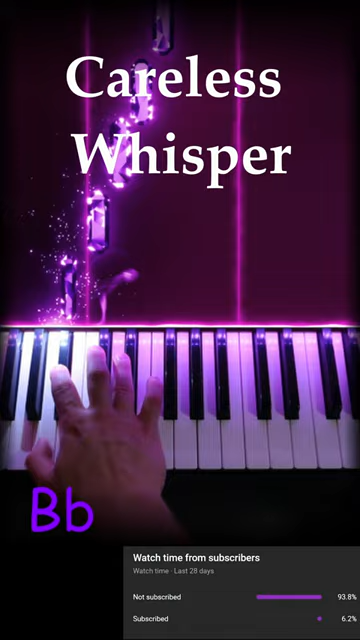 Careless
Whisper
Bb
Watch time from subscribers
Watch time · Last 28 days
Not subscribed 93.8%
Subscribed 6.2%